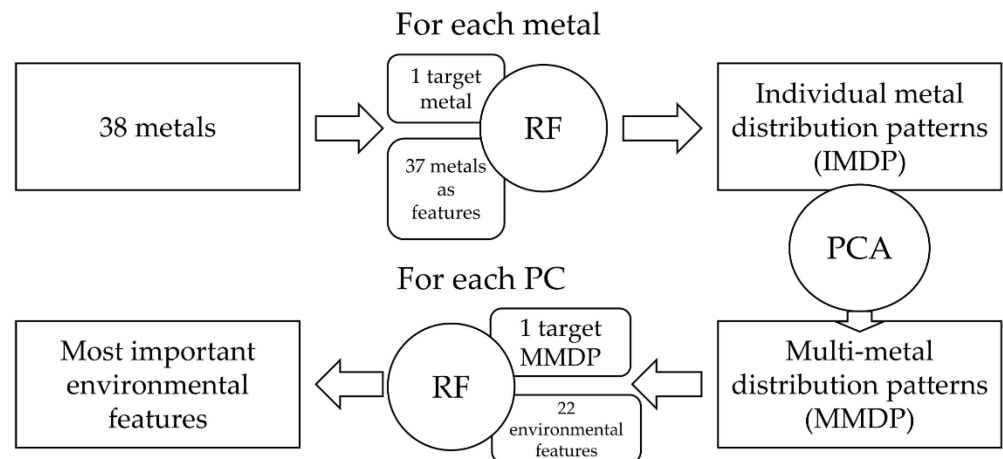 For each metal
38 metals
1 target
metal
37 metals
as
features
RF
Individual metal
distribution patterns
(IMDP)
PCA
Multi-metal
distribution patterns
(MMDP)
For each PC
1 target
MMDP
22
environmental
features
RF
Most important
environmental
features